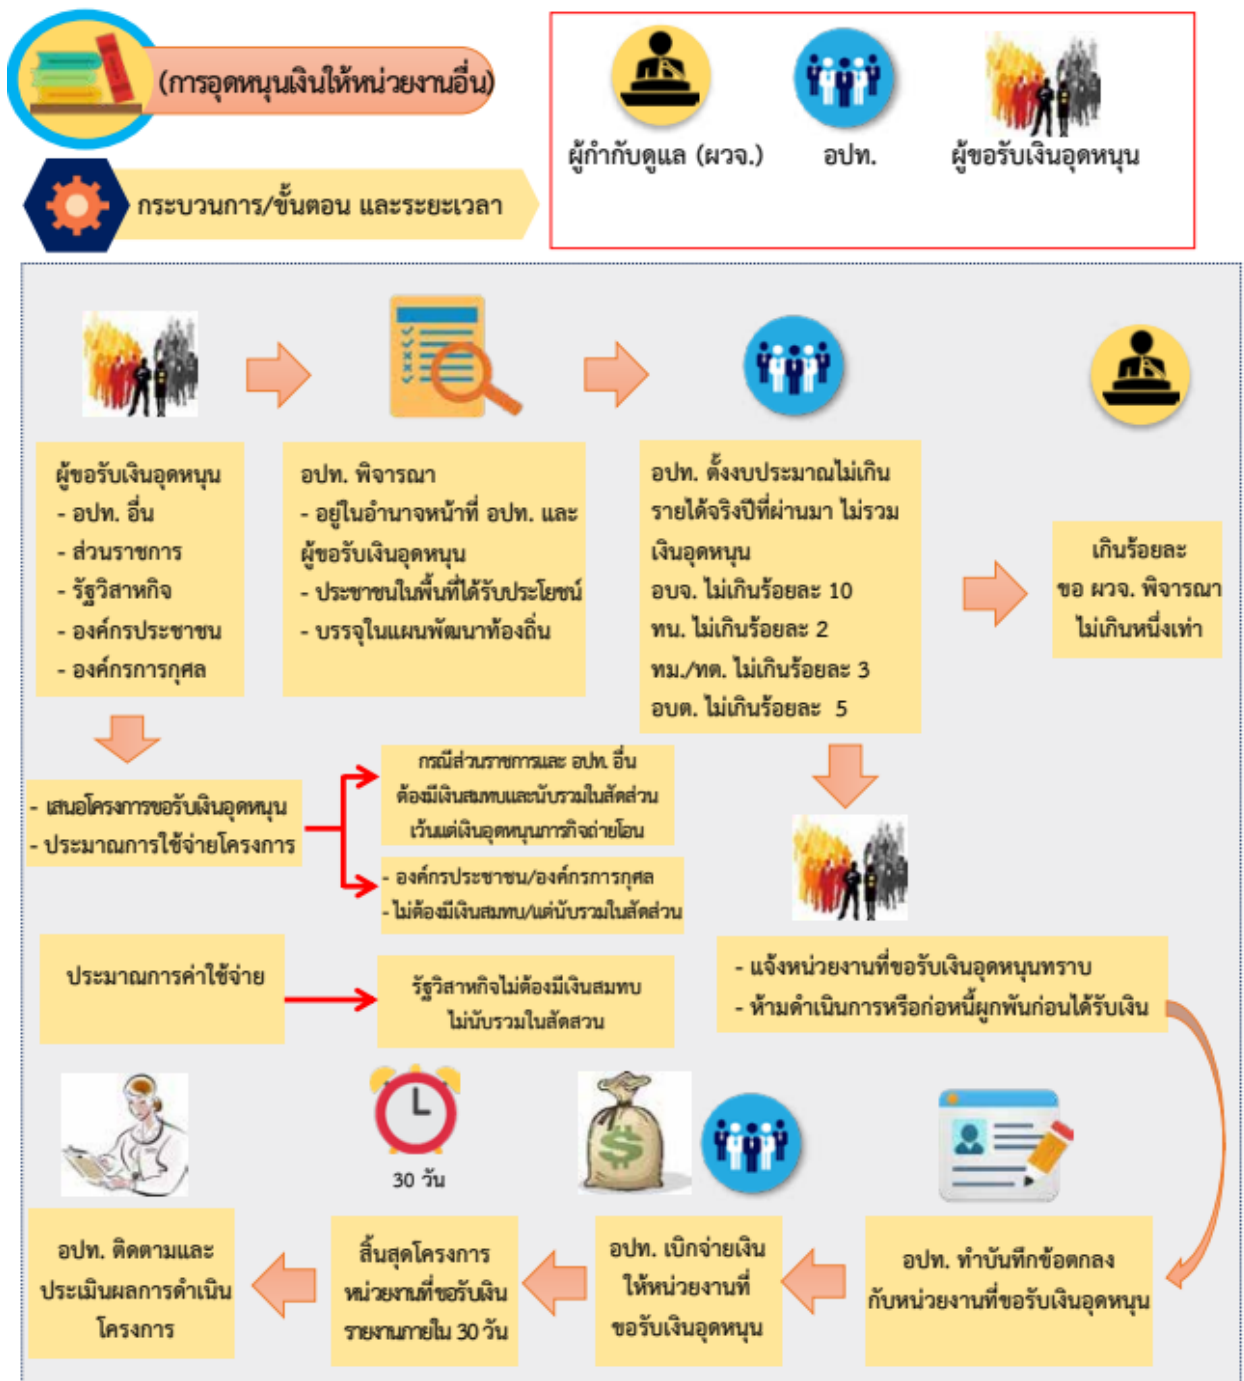 (การอุดหนุนเงินให้หน่วยงานอื่น)
ผู้กำกับดูแล (ผวจ.)
อปท.
ผู้ขอรับเงินอุดหนุน
กระบวนการ/ขั้นตอน และระยะเวลา
ผู้ขอรับเงินอุดหนุน
- อปท. อื่น
- ส่วนราชการ
- รัฐวิสาหกิจ
- องค์กรประชาชน
- องค์กรการกุศล
อปท. พิจารณา
- อยู่ในอำนาจหน้าที่ อปท. และ
ผู้ขอรับเงินอุดหนุน
- ประชาชนในพื้นที่ได้รับประโยชน์
- บรรจุในแผนพัฒนาท้องถิ่น
อปท. ตั้งงบประมาณไม่เกิน
รายได้จริงปีที่ผ่านมา ไม่รวม
เงินอุดหนุน
อบจ. ไม่เกินร้อยละ 10
ทน. ไม่เกินร้อยละ 2
ทม./ทต. ไม่เกินร้อยละ 3
อบต. ไม่เกินร้อยละ 5
เกินร้อยละ
ขอ ผวจ. พิจารณา
ไม่เกินหนึ่งเท่า
- เสนอโครงการขอรับเงินอุดหนุน
- ประมาณการใช้จ่ายโครงการ
กรณีส่วนราชการและ อปท. อื่น
ต้องมีเงินสมทบและนับรวมในสัดส่วน
เว้นแต่เงินอุดหนุนภารกิจถ่ายโอน
- องค์กรประชาชน/องค์กรการกุศล
- ไม่ต้องมีเงินสมทบ/แต่นับรวมในสัดส่วน
ประมาณการค่าใช้จ่าย
รัฐวิสาหกิจไม่ต้องมีเงินสมทบ
ไม่นับรวมในสัดสวน
- แจ้งหน่วยงานที่ขอรับเงินอุดหนุนทราบ
- ห้ามดำเนินการหรือก่อหนี้ผูกพันก่อนได้รับเงิน
อปท. ทำบันทึกข้อตกลง
กับหน่วยงานที่ขอรับเงินอุดหนุน
อปท. เบิกจ่ายเงิน
ให้หน่วยงานที่
ขอรับเงินอุดหนุน
30 วัน
สิ้นสุดโครงการ
หน่วยงานที่ขอรับเงิน
รายงานภายใน 30 วัน
อปท. ติดตามและ
ประเมินผลการดำเนิน
โครงการ